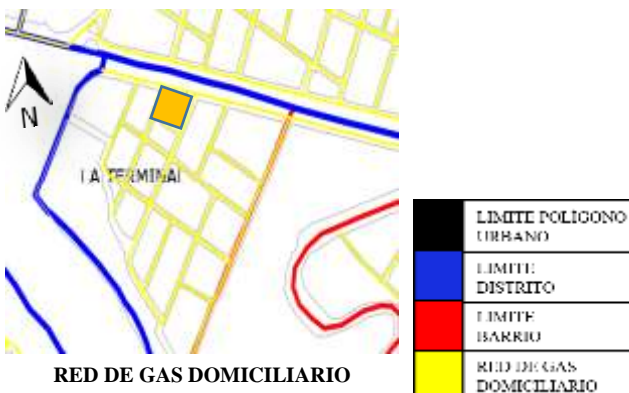 N
LA TERMINAL
RED DE GAS DOMICILIARIO
LIMITE POLIGONO
URBANO
LIMITE
DISTRITO
LIMITE
BARRIO
RED DE GAS
DOMICILIARIO